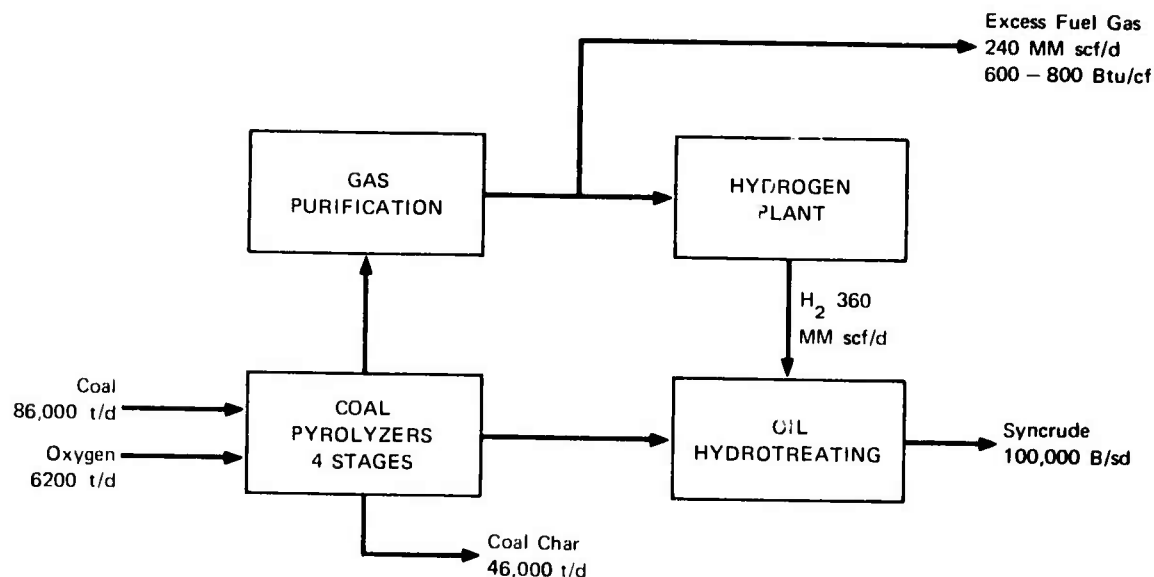 Excess Fuel Gas
240 MM scf/d
600 – 800 Btu/cf
GAS
PURIFICATION
HYDROGEN
PLANT
H2 360
MM scf/d
Coal
86,000 t/d
Oxygen
6200 t/d
COAL
PYROLYZERS
4 STAGES
OIL
HYDROTREATING
Syncrude
100,000 B/sd
Coal Char
46,000 t/d